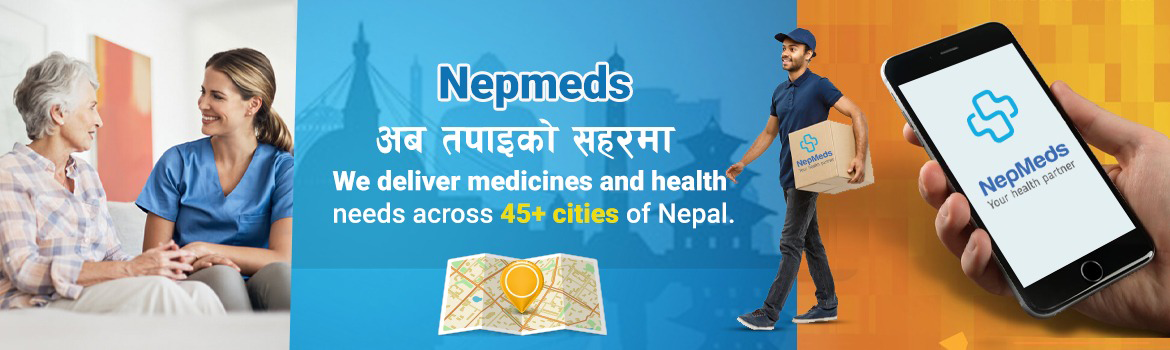 Nepmeds
अब तपाइको सहरमा
We deliver medicines and health
needs across 45+ cities of Nepal.
NepMeds
Your health partner
NepMeds
Your health partner